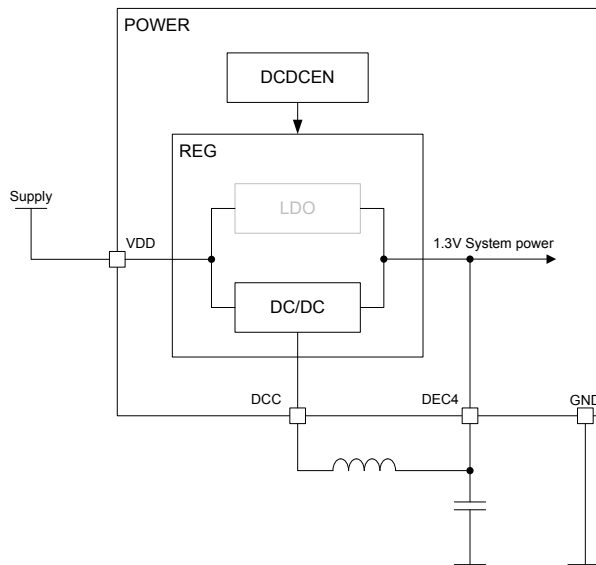 POWER
DCDCEN
REG
Supply
LDO
VDD
1.3V System power
DC/DC
DCC
DEC4
GND